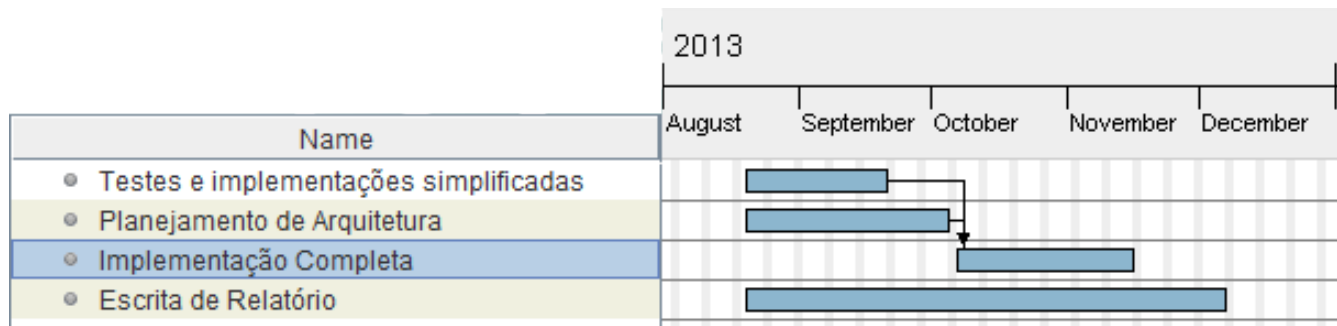 2013
August September October November December
Name
Testes e implementações simplificadas
Planejamento de Arquitetura
Implementação Completa
Escrita de Relatório